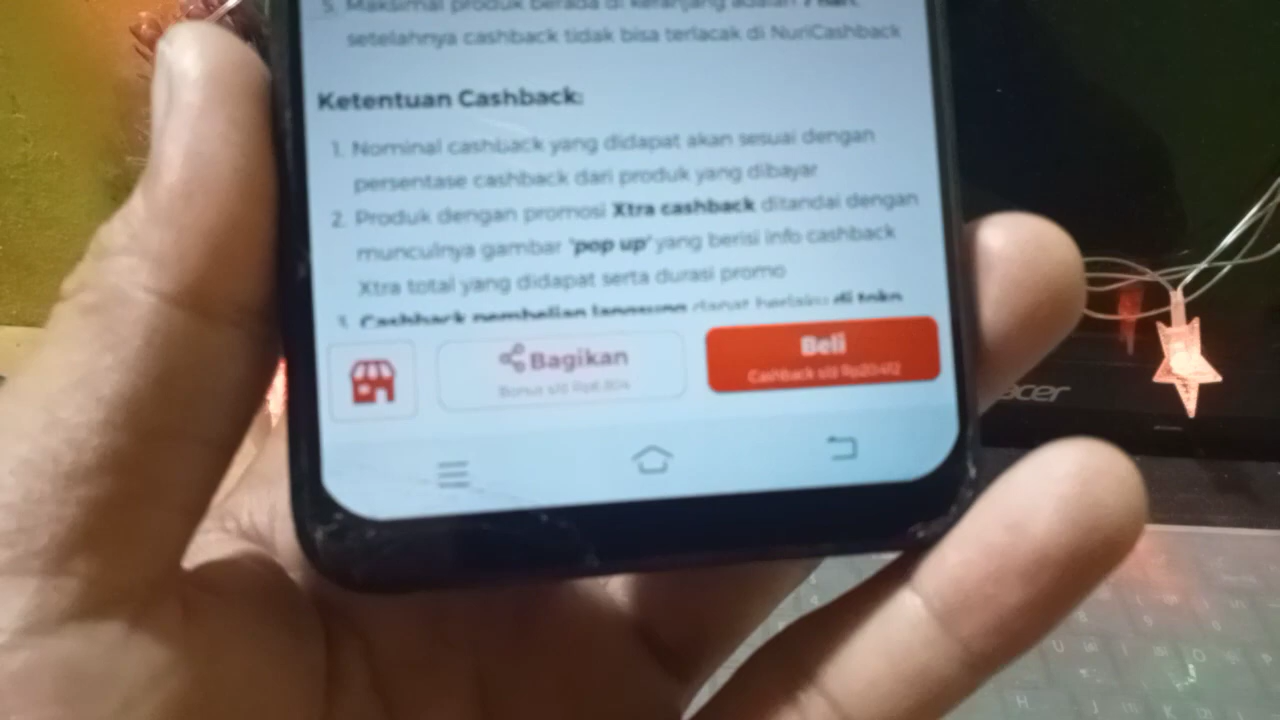 5. Maksimal produk berada di keranjang adalah 7 hari,
setelahnya cashback tidak bisa terlacak di NuriCashback
Ketentuan Cashback:
1. Nominal cashback yang didapat akan sesuai dengan
persentase cashback dari produk yang dibayar
2. Produk dengan promosi Xtra cashback ditandai dengan
munculnya gambar 'pop up' yang berisi info cashback
Xtra total yang didapat serta durasi promo
3. Cashback pembelian langsung dapat berlaku di toko
Bagikan
Bonus s/d
Beli
Cashback s/d Rp20.412
acer